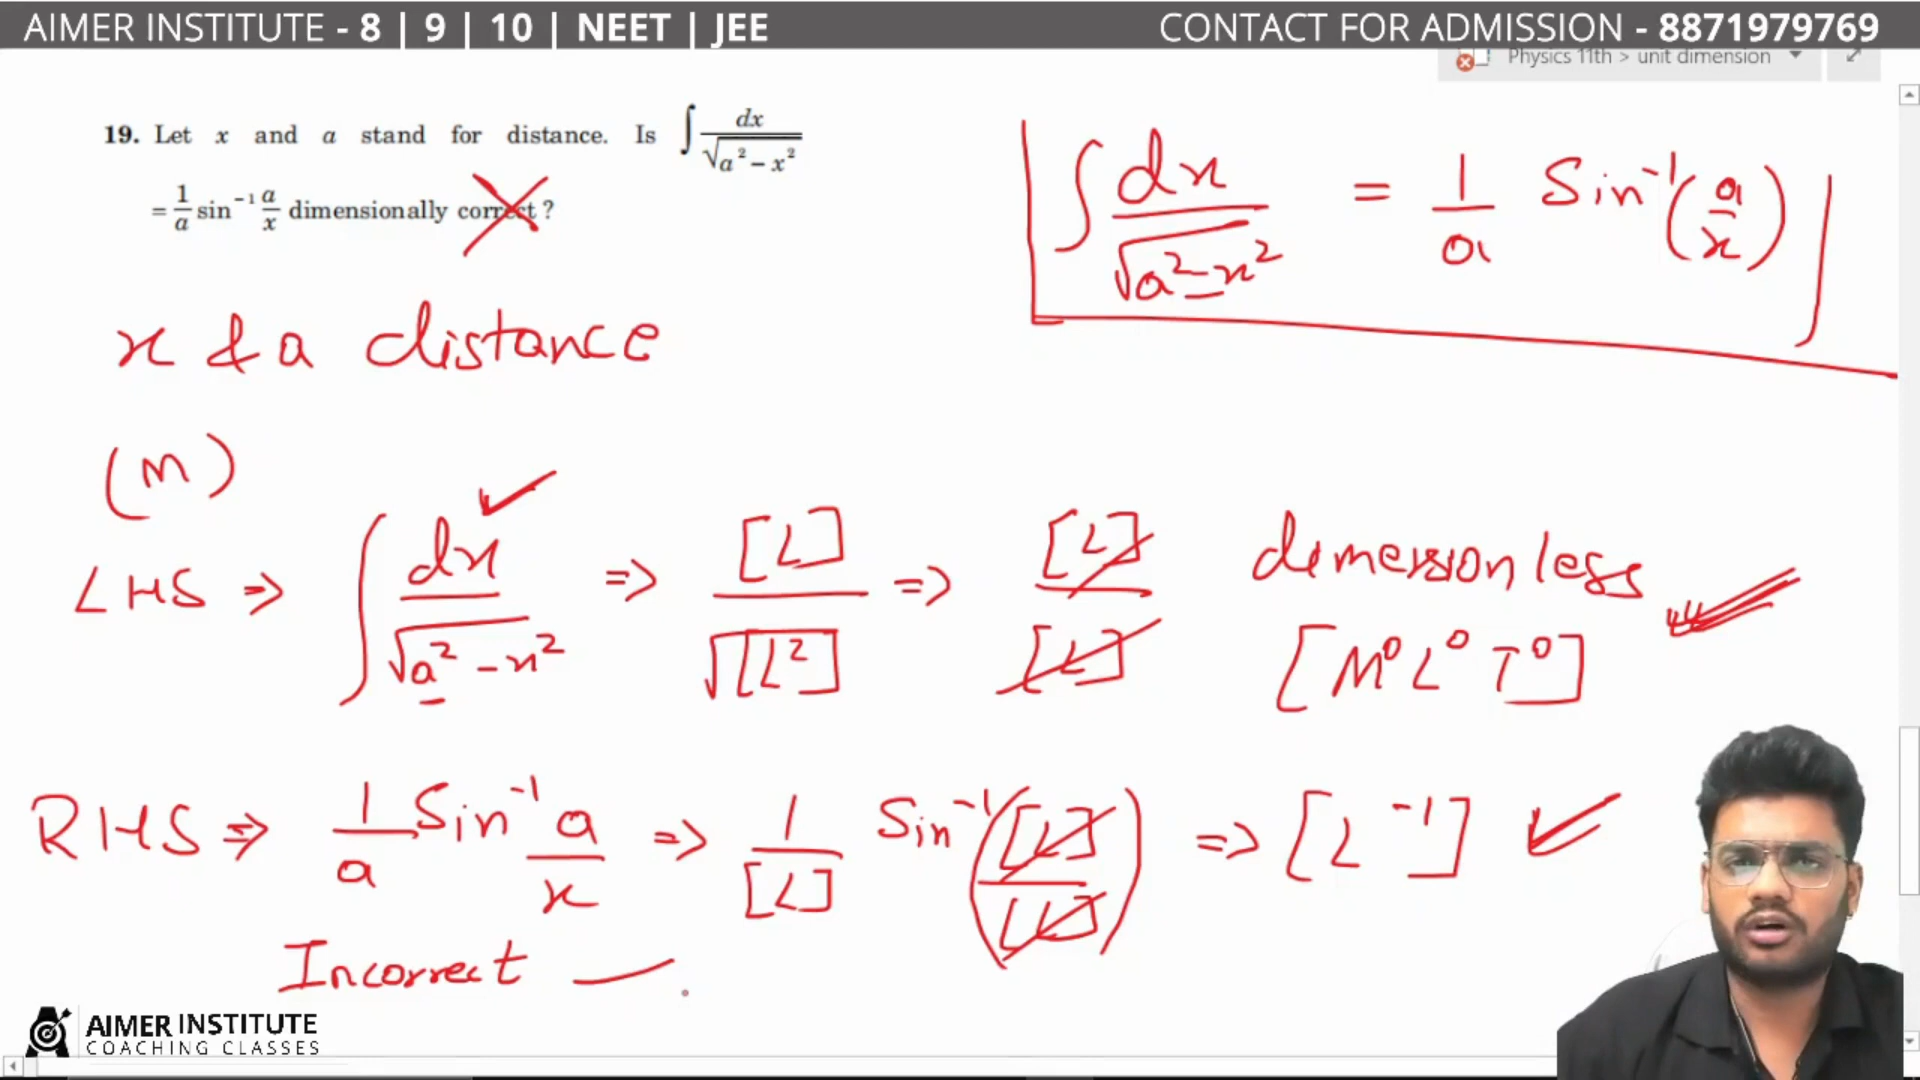 AIMER INSTITUTE - 8 | 9 | 10 | NEET | JEE
CONTACT FOR ADMISSION - 8871979769
Physics 11th > unit dimension
19. Let x and a stand for distance. Is ∫ dx / √(a² − x²)
= 1/a sin⁻¹ a/x dimensionally correct ?
∫ dx / √(a² − x²) = 1/a Sin⁻¹(a/x)
x & a distance
(m)
LHS ⇒ ∫ dx / √(a² − x²) ⇒ [L] / √[L²] ⇒ [L] / [L] dimensionless
[M⁰L⁰T⁰]
RHS ⇒ 1/a Sin⁻¹ a/x ⇒ 1/[L] Sin⁻¹([L]/[L]) ⇒ [L⁻¹]
Incorrect
AIMER INSTITUTE
COACHING CLASSES